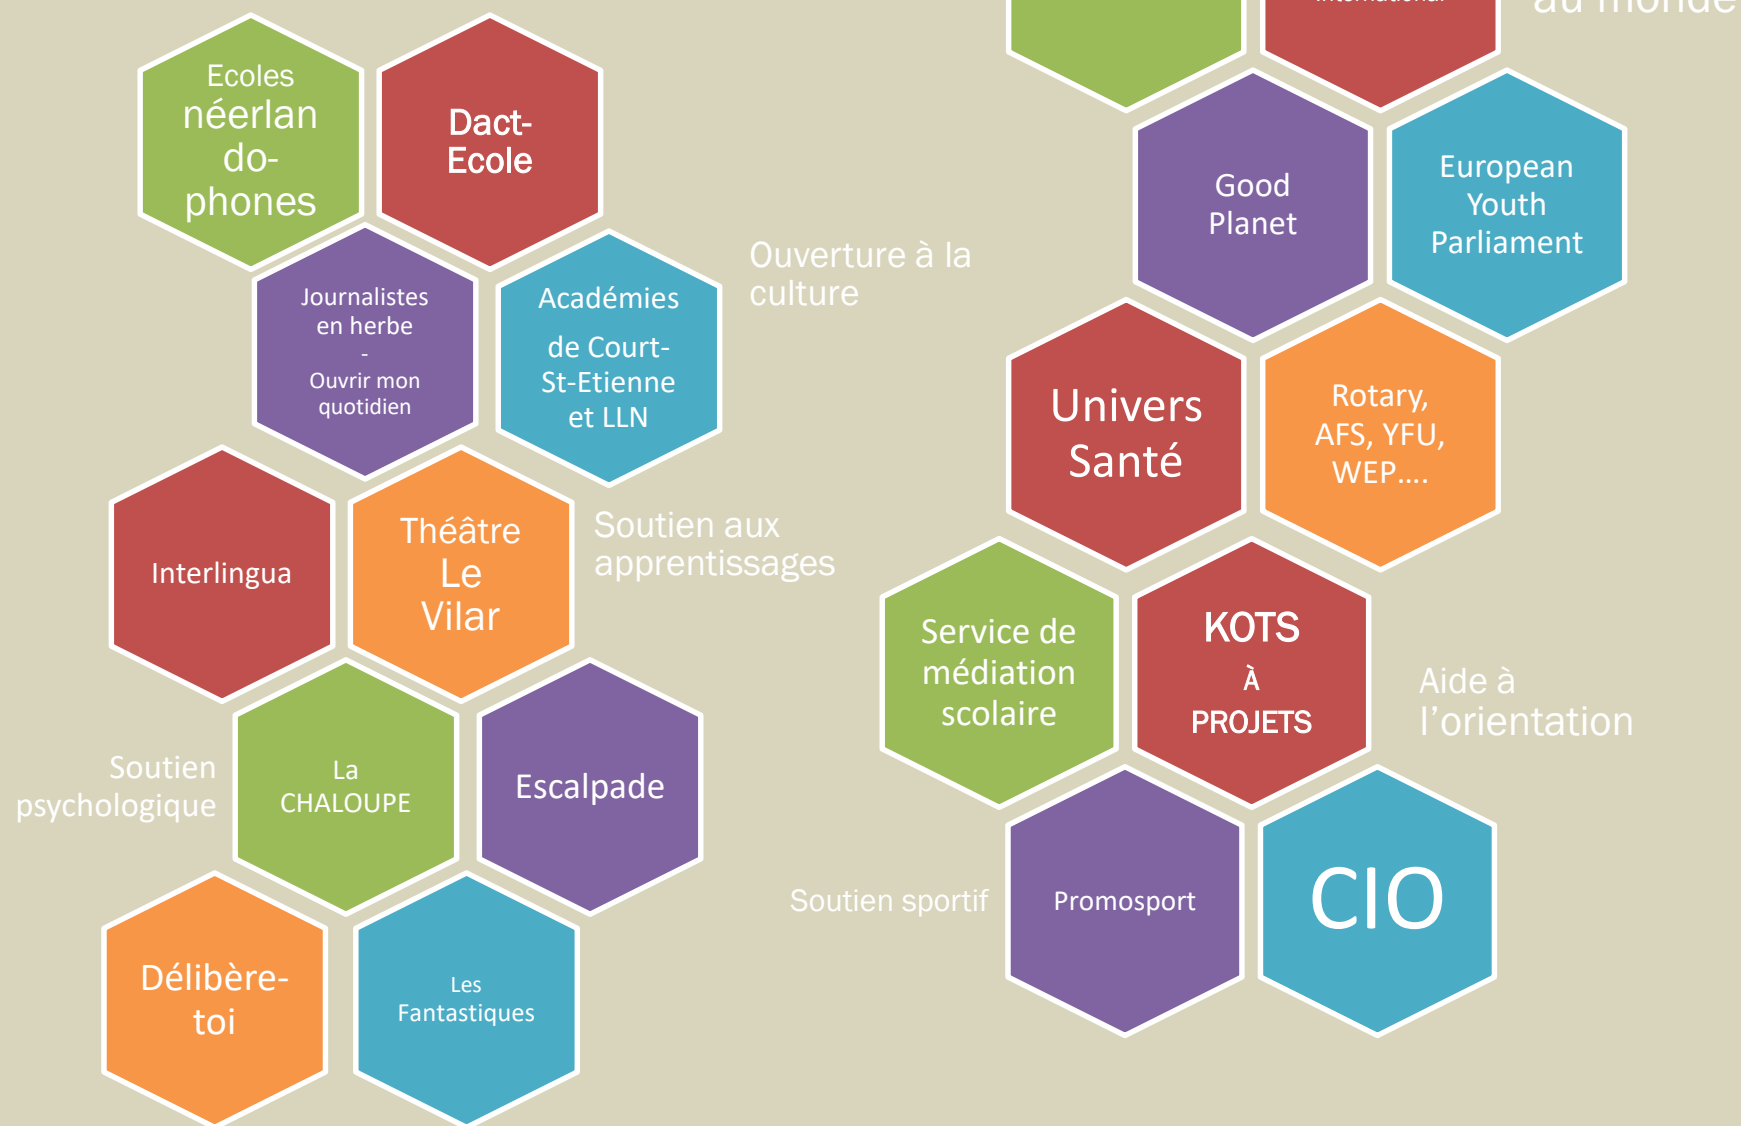 Ecoles
néerlan
do-
phones
Dact-
Ecole
Journalistes
en herbe
-
Ouvrir mon
quotidien
Académies
de Court-
St-Etienne
et LLN
Ouverture à la
culture
Interlingua
Théâtre
Le
Vilar
Soutien aux
apprentissages
Soutien
psychologique
La
CHALOUPE
Escalpade
Délibère-
toi
Les
Fantastiques
International
au monde
Good
Planet
European
Youth
Parliament
Univers
Santé
Rotary,
AFS, YFU,
WEP....
Service de
médiation
scolaire
KOTS
À
PROJETS
Aide à
l'orientation
Soutien sportif
Promosport
CIO